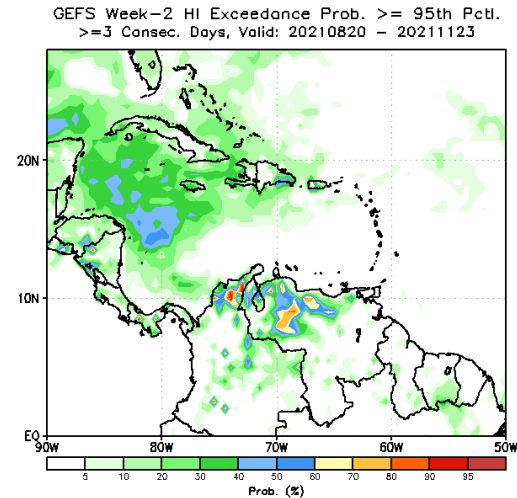 GEFS Week-2 HI Exceedance Prob. >= 95th Pctl.
>=3 Consec. Days, Valid: 20210820 - 20211123
20N
10N
EQ
90W 80W 70W 60W 50W
5 10 20 30 40 50 60 70 80 90 95
Prob. (%)